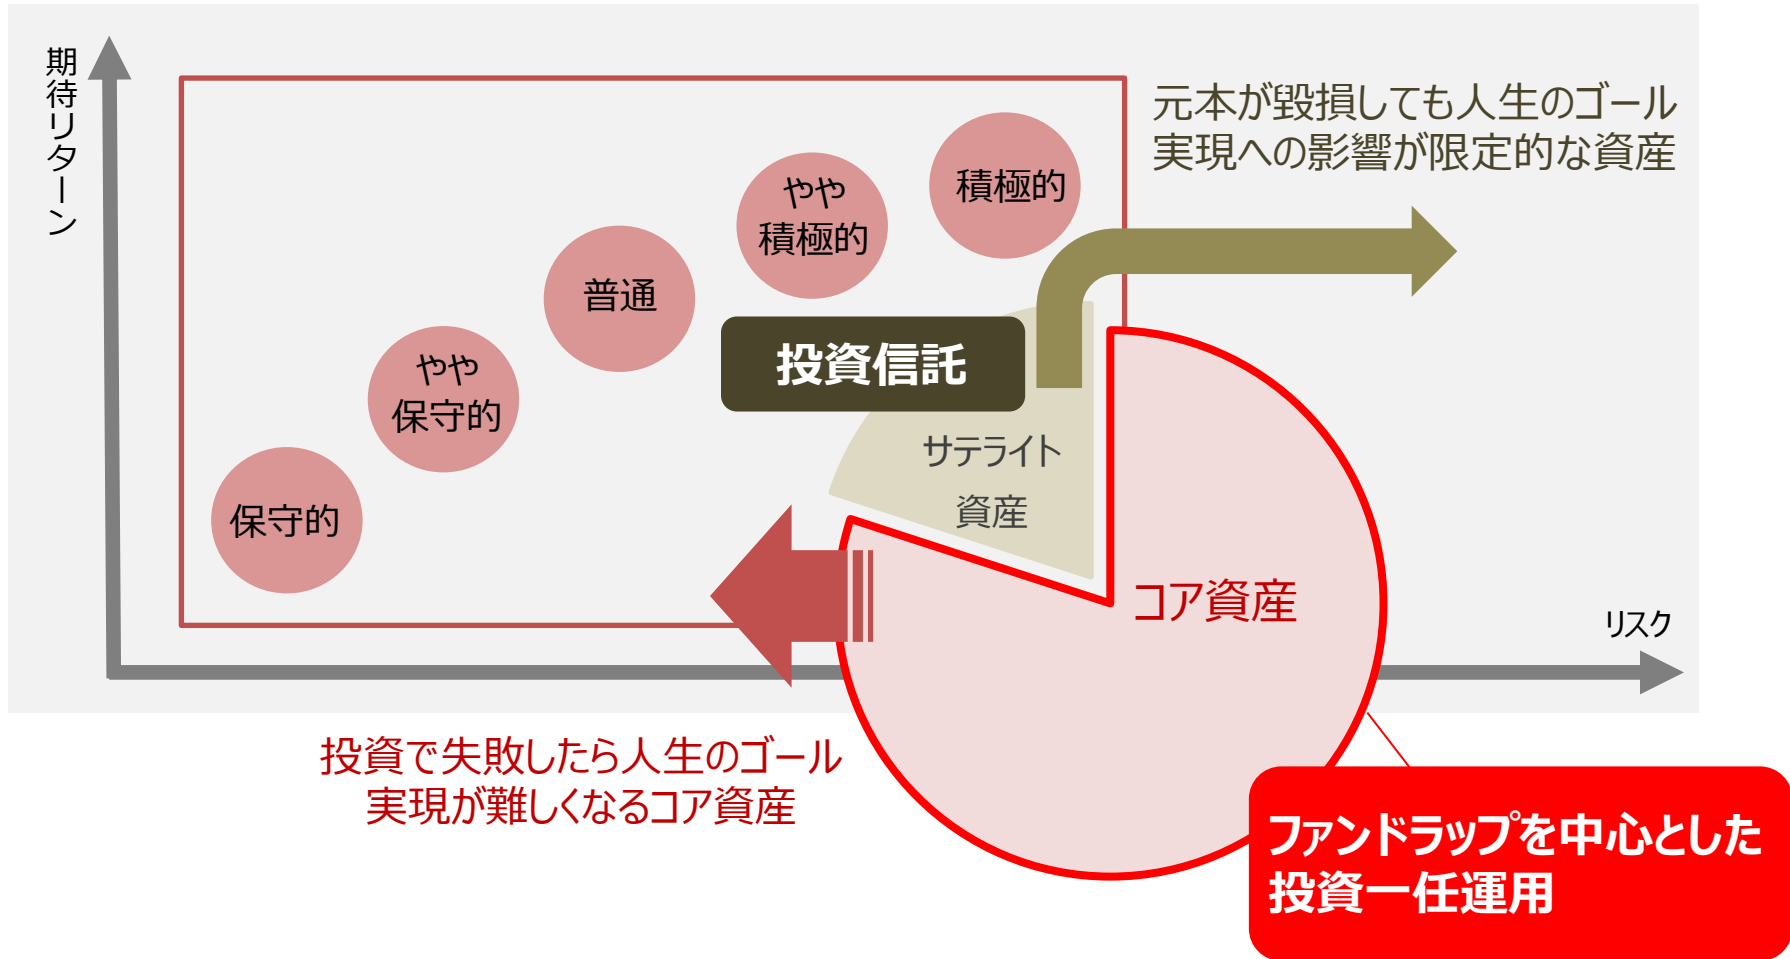 期待リターン
元本が毀損しても人生のゴール
実現への影響が限定的な資産
積極的
やや
積極的
普通
やや
保守的
保守的
投資信託
サテライト
資産
コア資産
リスク
投資で失敗したら人生のゴール
実現が難しくなるコア資産
ファンドラップを中心とした
投資一任運用